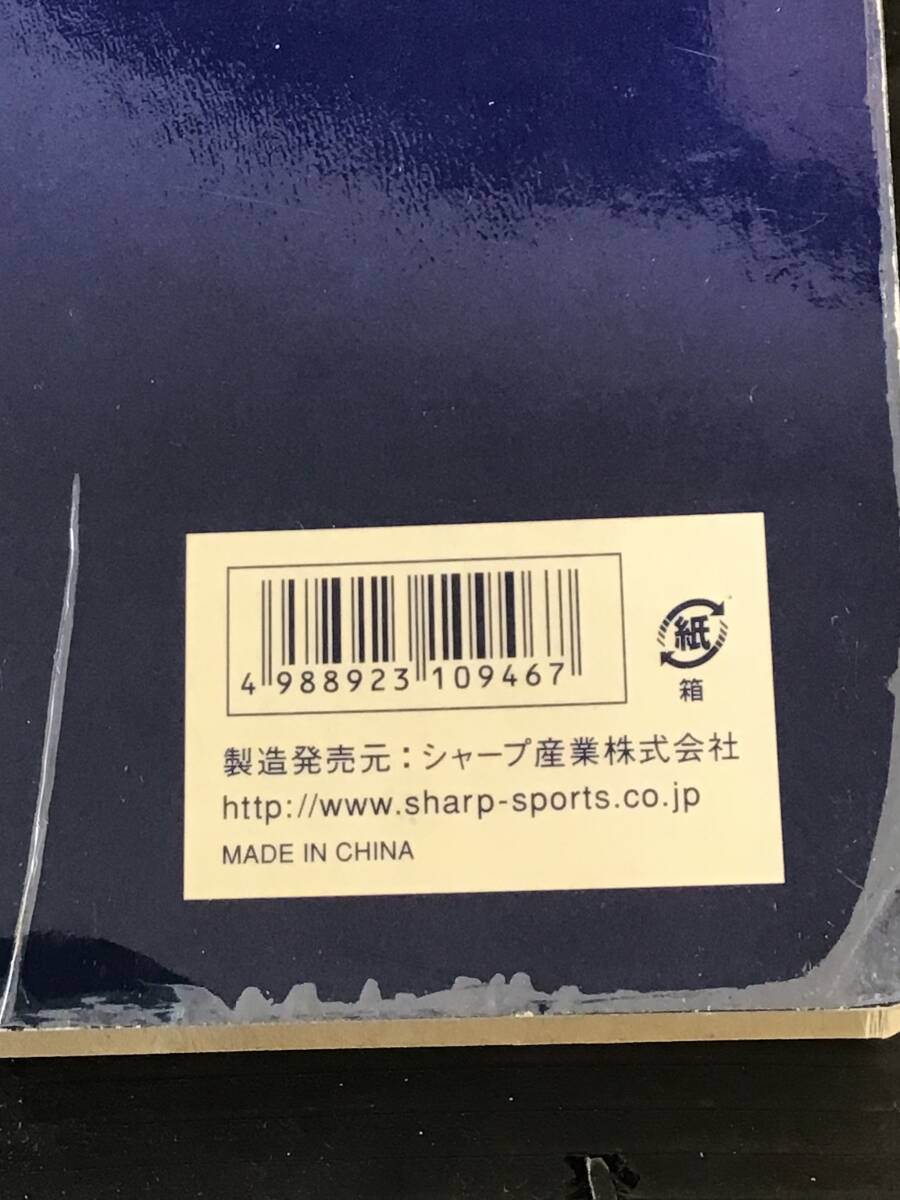 4 988923 109467
紙
箱
製造発売元：シャープ産業株式会社
http://www.sharp-sports.co.jp
MADE IN CHINA